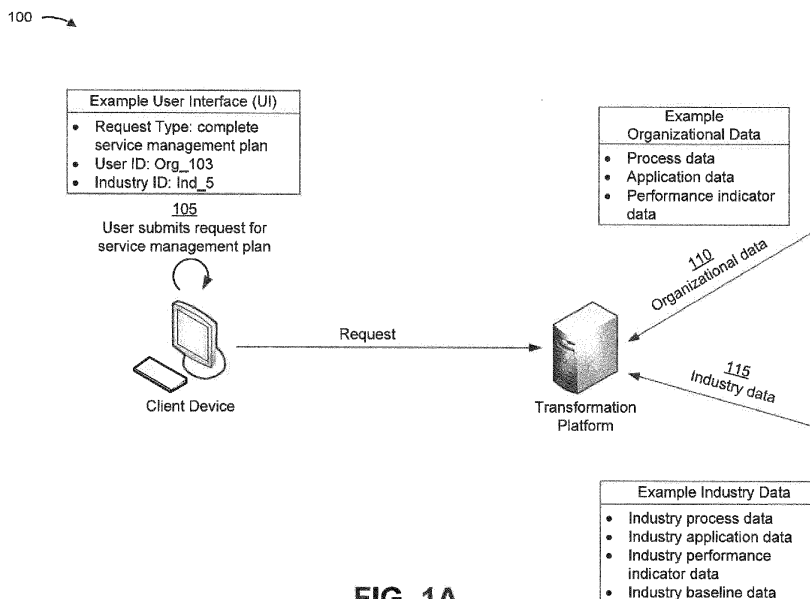 100
Example User Interface (UI)
• Request Type: complete
service management plan
• User ID: Org_103
• Industry ID: Ind_5
105
User submits request for
service management plan
Client Device
Request
Transformation
Platform
Example
Organizational Data
• Process data
• Application data
• Performance indicator
data
110
Organizational data
115
Industry data
Example Industry Data
• Industry process data
• Industry application data
• Industry performance
indicator data
• Industry baseline data
FIG. 1A